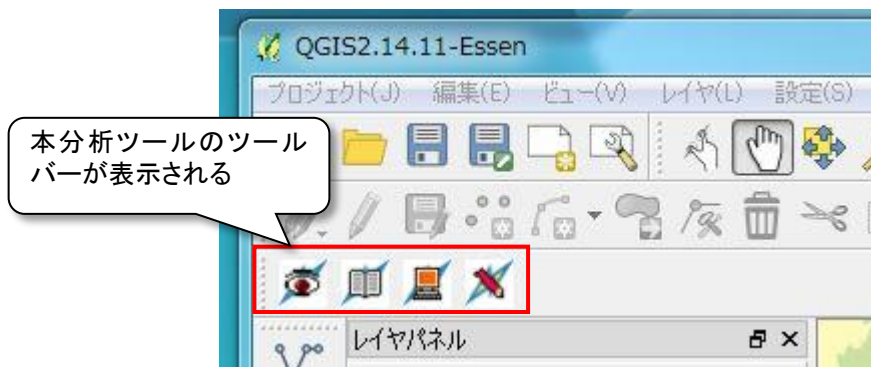 QGIS2.14.11-Essen
プロジェクト(J) 編集(E) ビュー(V) レイヤ(L) 設定(S)
本分析ツールのツール
バーが表示される
レイヤパネル